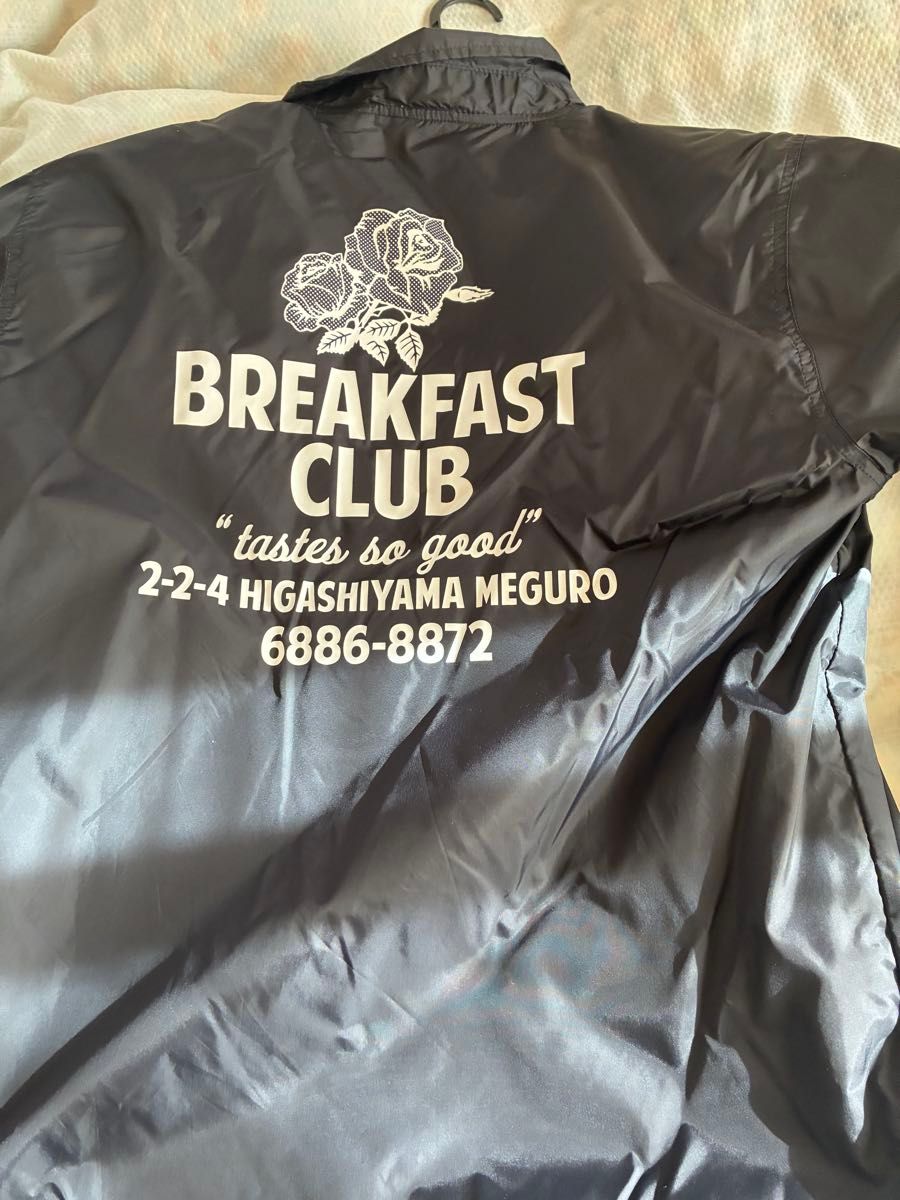 BREAKFAST
CLUB
“tastes so good”
2-2-4 HIGASHIYAMA MEGURO
6886-8872